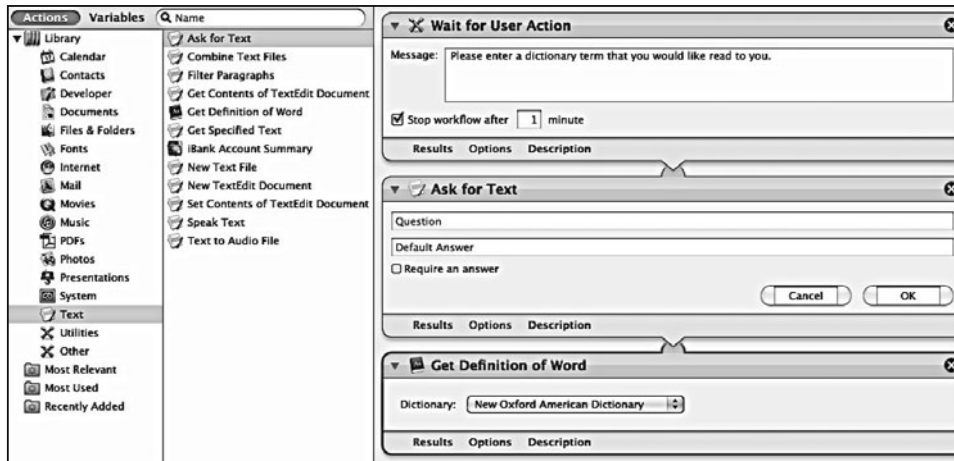 Actions Variables Name
Library
Calendar
Contacts
Developer
Documents
Files & Folders
Fonts
Internet
Mail
Movies
Music
PDFs
Photos
Presentations
System
Text
Utilities
Other
Most Relevant
Most Used
Recently Added
Ask for Text
Combine Text Files
Filter Paragraphs
Get Contents of TextEdit Document
Get Definition of Word
Get Specified Text
iBank Account Summary
New Text File
New TextEdit Document
Set Contents of TextEdit Document
Speak Text
Text to Audio File
Wait for User Action
Message: Please enter a dictionary term that you would like read to you.
Stop workflow after 1 minute
Results Options Description
Ask for Text
Question
Default Answer
Require an answer
Cancel OK
Results Options Description
Get Definition of Word
Dictionary: New Oxford American Dictionary
Results Options Description